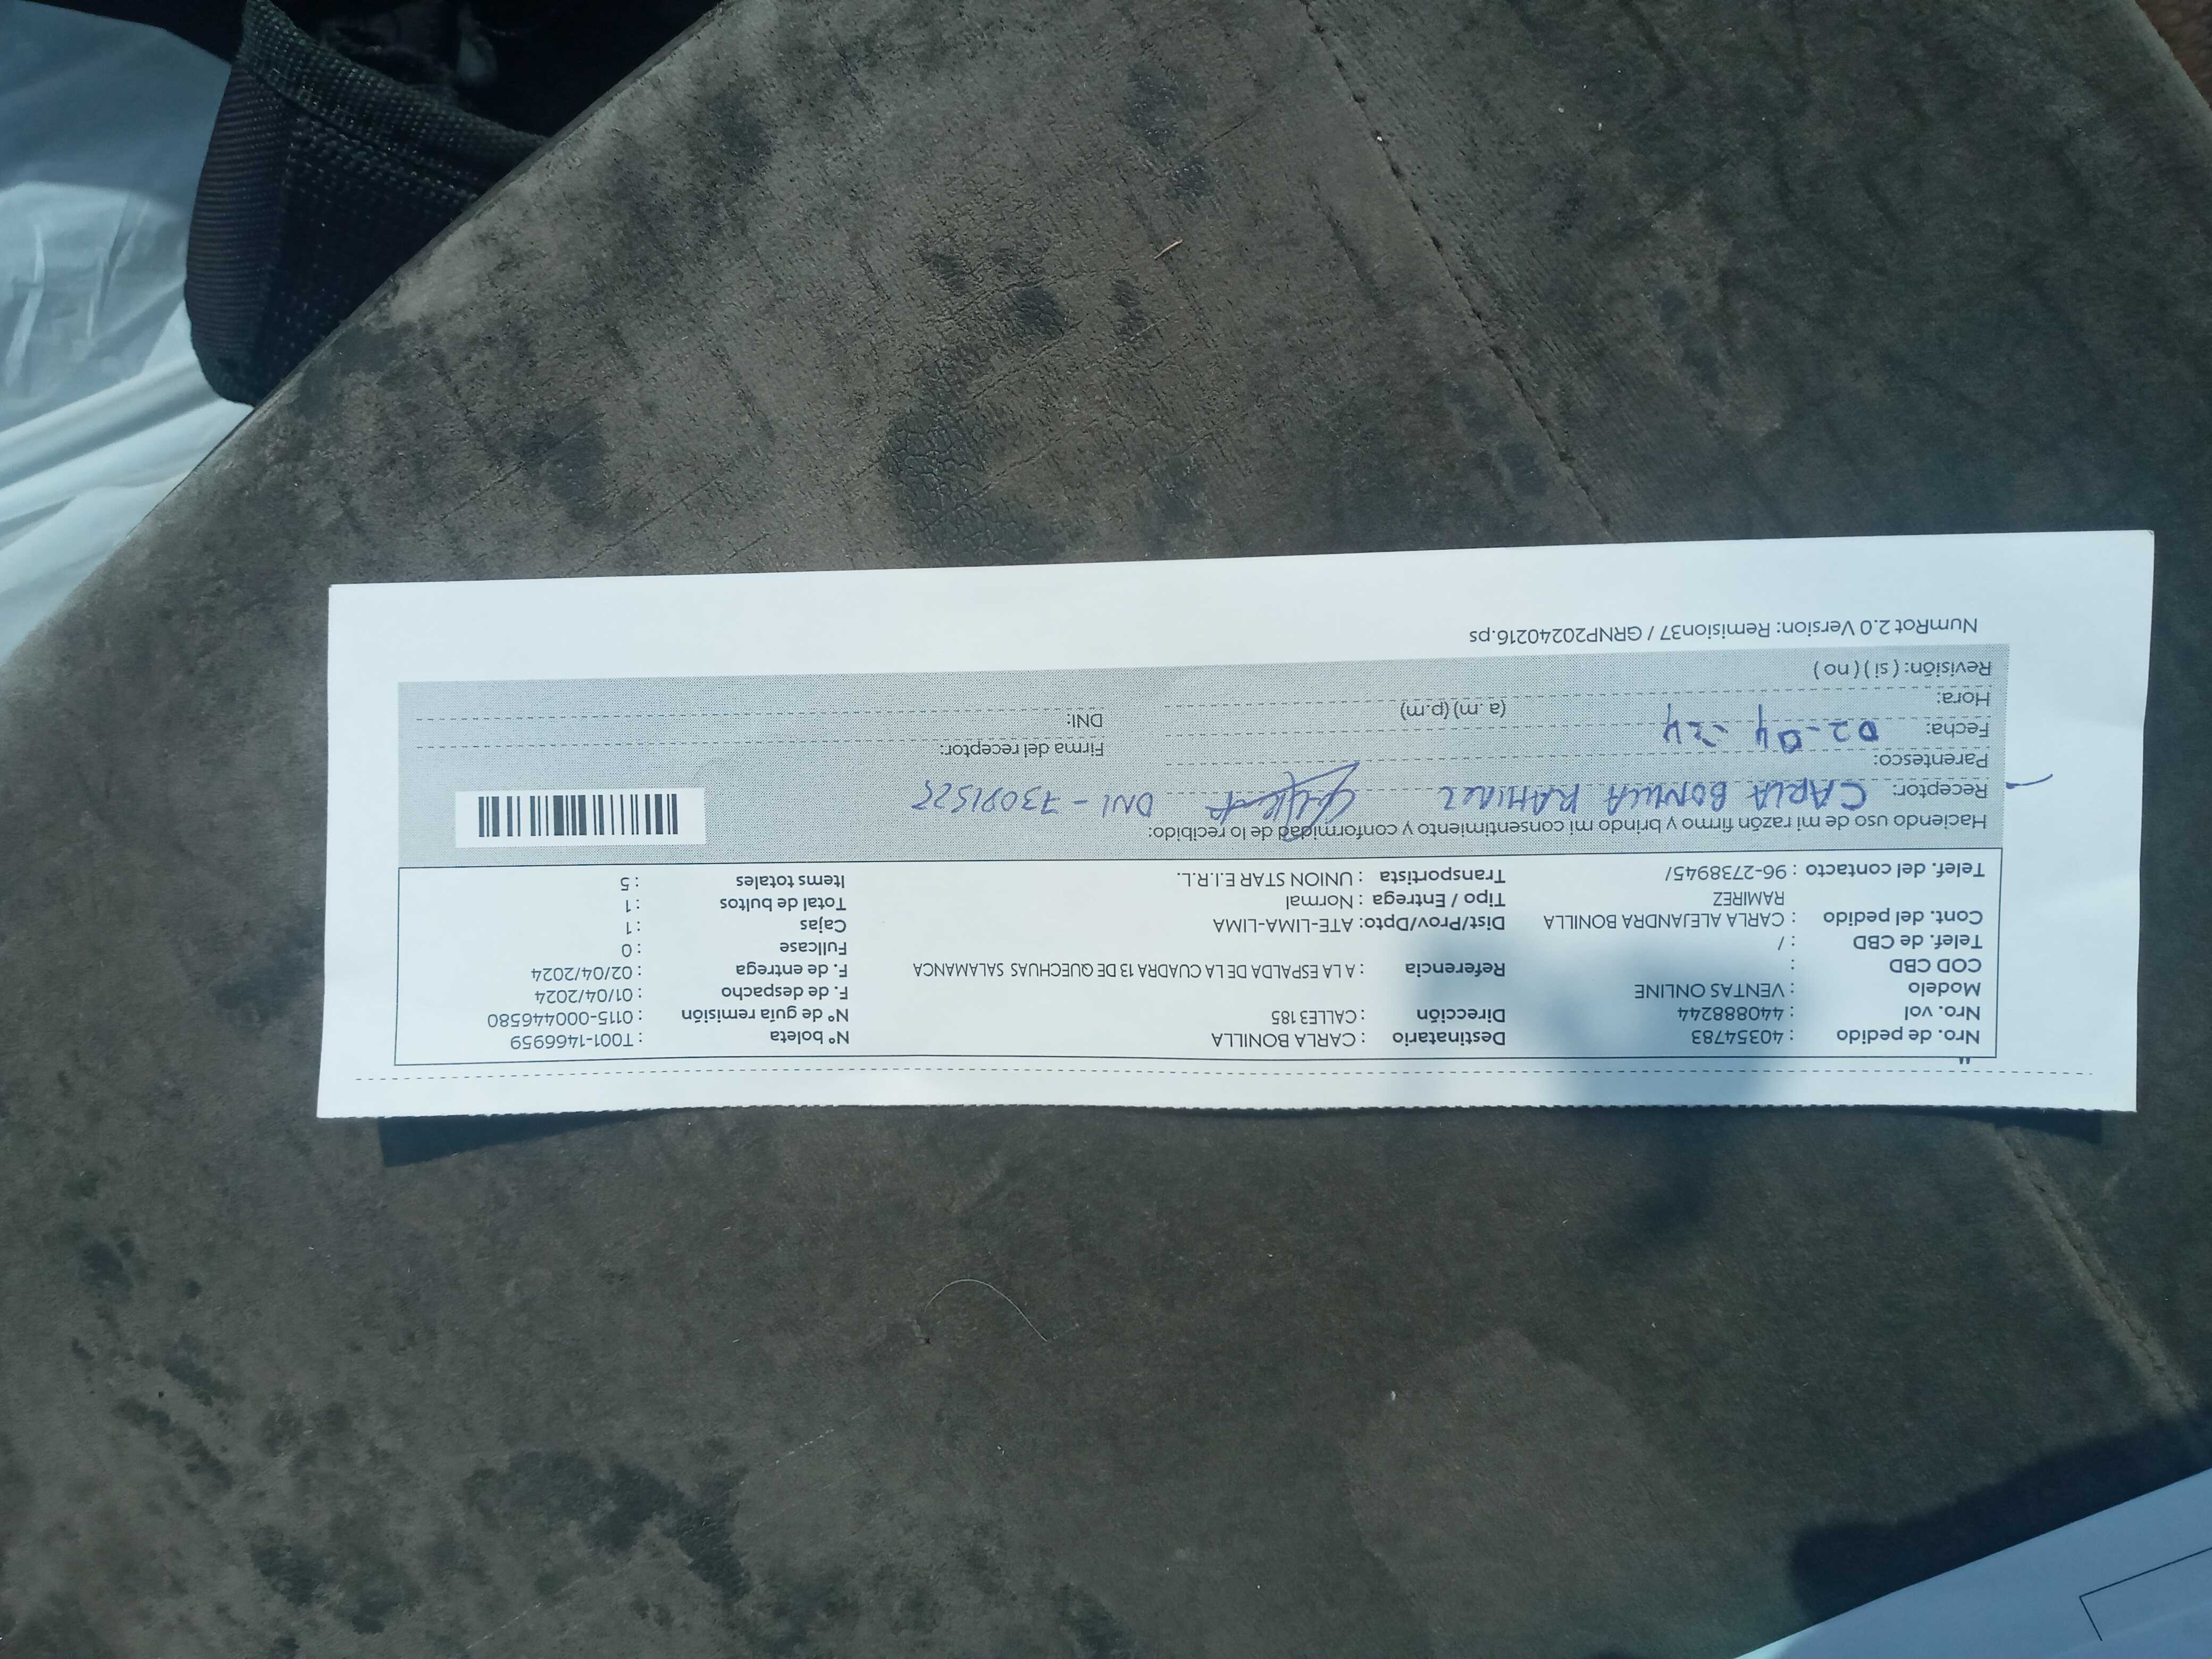 "
Nro. de pedido : 40354783 Destinatario : CARLA BONILLA N° boleta : T001-1466959
Nro. vol : 440888244 Dirección : CALLE3 185 N° de guía remisión : 0115-000446580
Modelo : VENTAS ONLINE F. de despacho : 01/04/2024
COD CBD : Referencia : A LA ESPALDA DE LA CUADRA 13 DE QUECHUAS SALAMANCA F. de entrega : 02/04/2024
Telef. de CBD : / Fullcase : 0
Cont. del pedido : CARLA ALEJANDRA BONILLA Dist/Prov/Dpto: ATE-LIMA-LIMA Cajas : 1
RAMIREZ Tipo / Entrega : Normal Total de bultos : 1
Telef. del contacto : 96-2738945/ Transportista : UNION STAR E.I.R.L. Items totales : 5
Haciendo uso de mi razón firmo y brindo mi consentimiento y conformidad de lo recibido:
Receptor: CARLA BONILLA RAMIREZ DNI - 73091525
Parentesco:
Fecha: 02-04-24 Firma del receptor:
Hora: (a .m) (p.m) DNI:
Revisión: ( si ) ( no )
NumRot 2.0 Version: Remision37 / GRNP20240216.ps